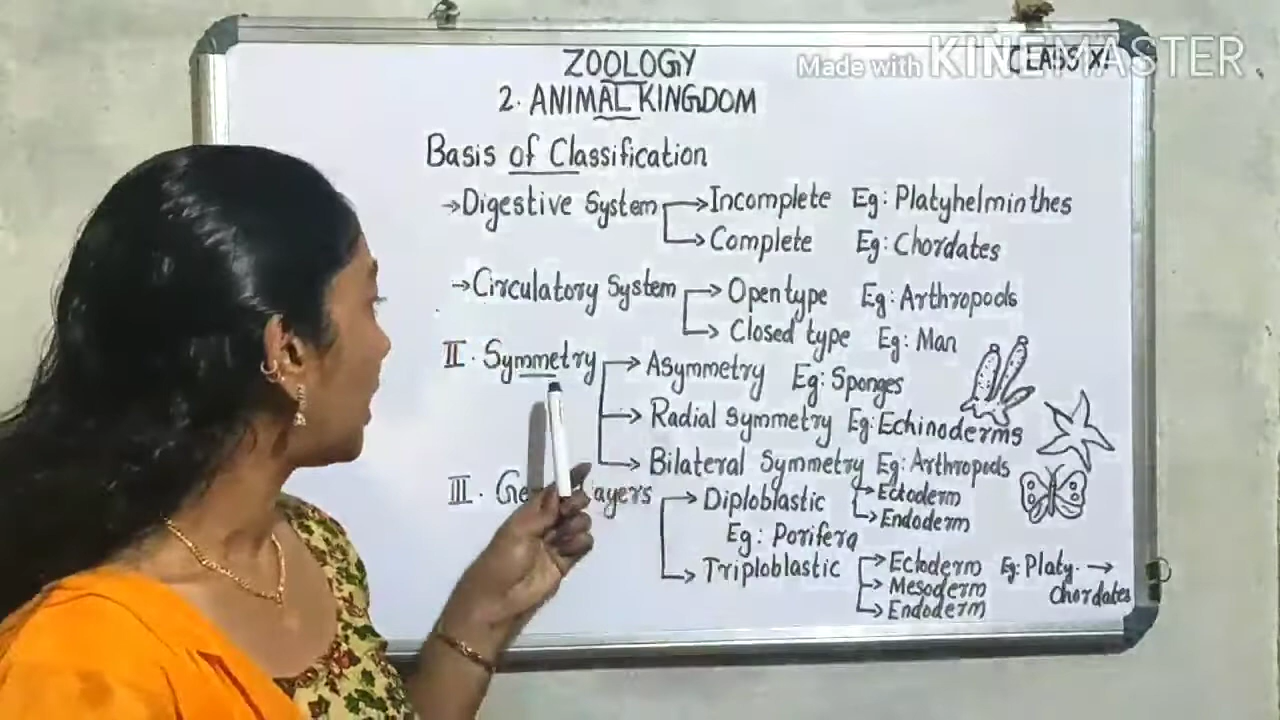 ZOOLOGY
CLASS XI
Made with KINEMASTER
2. ANIMAL KINGDOM
Basis of Classification
→Digestive System →Incomplete Eg: Platyhelminthes
→Complete Eg: Chordates
→Circulatory System →Open type Eg: Arthropods
→Closed type Eg: Man
II. Symmetry →Asymmetry Eg: Sponges
→Radial symmetry Eg: Echinoderms
→Bilateral Symmetry Eg: Arthropods
III. Ge ayers →Diploblastic →Ectoderm
→Endoderm
Eg: Porifera
→Triploblastic →Ectoderm Eg: Platy. →
→Mesoderm chordates
→Endoderm